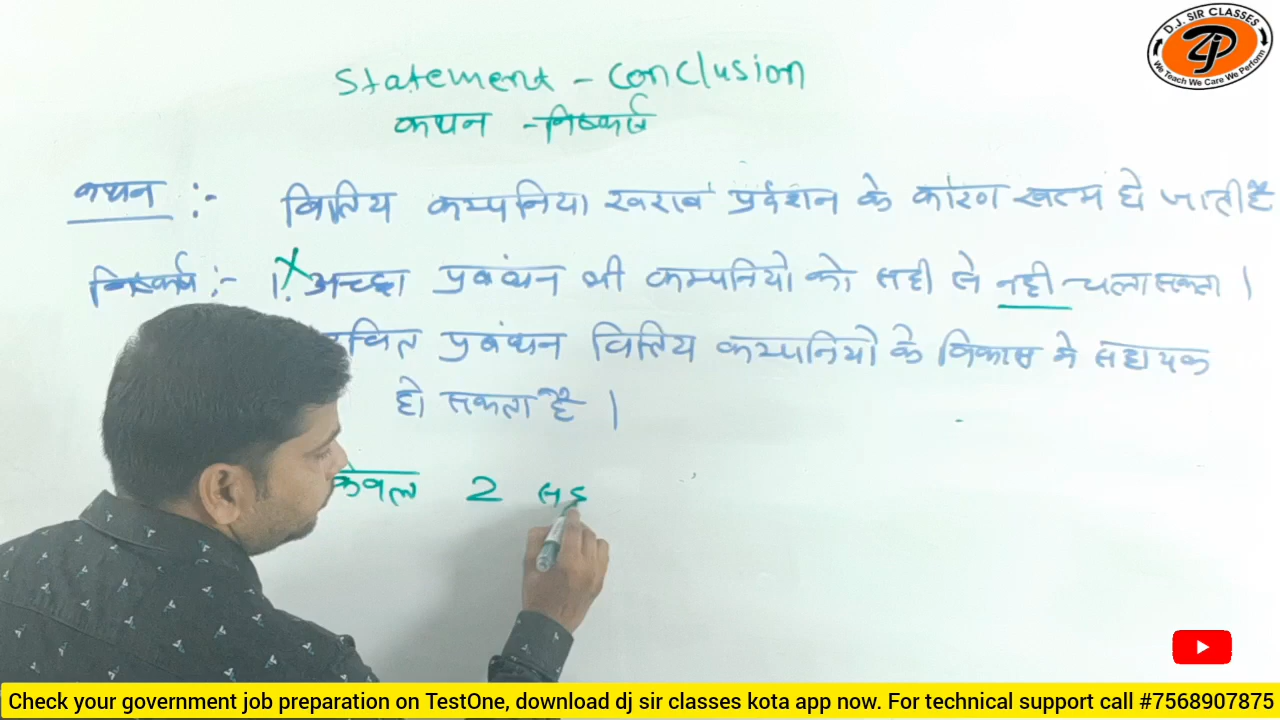 D.J. SIR CLASSES
Dj
We Teach We Care We Perform
Statement - Conclusion
कथन - निष्कर्ष
कथन :- वित्तिय कम्पनिया खराब प्रर्दशन के कारण खत्म हो जाती है
निष्कर्ष :- 1. अच्छा प्रबंधन भी कम्पनियो को सही से नही चला सकता ।
चित प्रबंधन वित्तिय कम्पनियों के विकास मे सहायक
हो सकता है ।
केवल 2 सह
Check your government job preparation on TestOne, download dj sir classes kota app now. For technical support call #7568907875